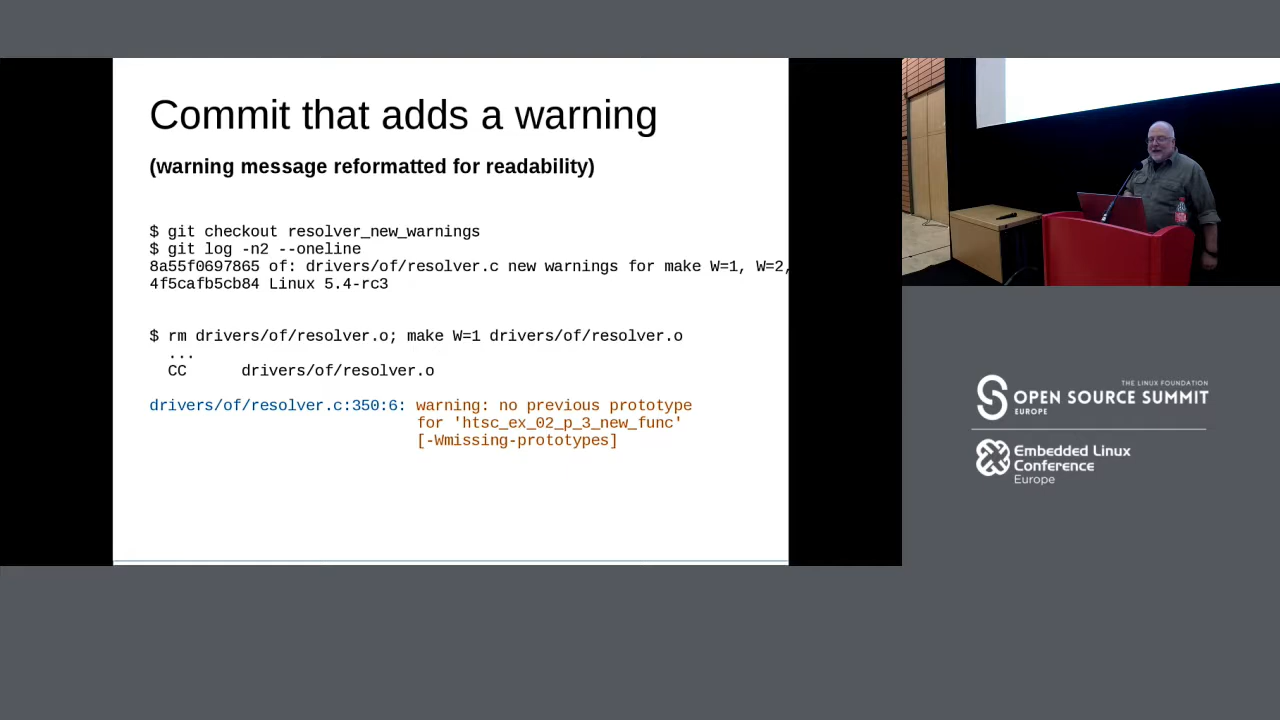 Commit that adds a warning
(warning message reformatted for readability)
$ git checkout resolver_new_warnings
$ git log -n2 --oneline
8a55f0697865 of: drivers/of/resolver.c new warnings for make W=1, W=2,
4f5cafb5cb84 Linux 5.4-rc3
$ rm drivers/of/resolver.o; make W=1 drivers/of/resolver.o
...
CC drivers/of/resolver.o
drivers/of/resolver.c:350:6: warning: no previous prototype
for 'htsc_ex_02_p_3_new_func'
[-Wmissing-prototypes]
THE LINUX FOUNDATION
OPEN SOURCE SUMMIT
EUROPE
Embedded Linux
Conference
Europe